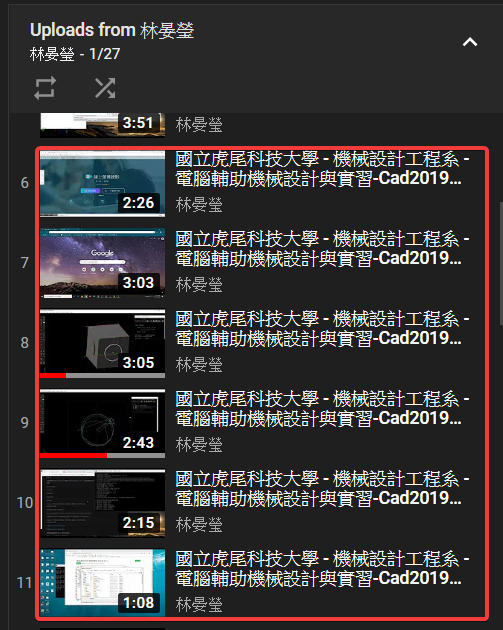 Uploads from 林晏瑩
林晏瑩 - 1/27
3:51
林晏瑩
6
2:26
國立虎尾科技大學 - 機械設計工程系 -
電腦輔助機械設計與實習-Cad2019...
林晏瑩
7
Google
3:03
國立虎尾科技大學 - 機械設計工程系 -
電腦輔助機械設計與實習-Cad2019...
林晏瑩
8
3:05
國立虎尾科技大學 - 機械設計工程系 -
電腦輔助機械設計與實習-Cad2019...
林晏瑩
9
2:43
國立虎尾科技大學 - 機械設計工程系 -
電腦輔助機械設計與實習-Cad2019...
林晏瑩
10
2:15
國立虎尾科技大學 - 機械設計工程系 -
電腦輔助機械設計與實習-Cad2019...
林晏瑩
11
1:08
國立虎尾科技大學 - 機械設計工程系 -
電腦輔助機械設計與實習-Cad2019...
林晏瑩